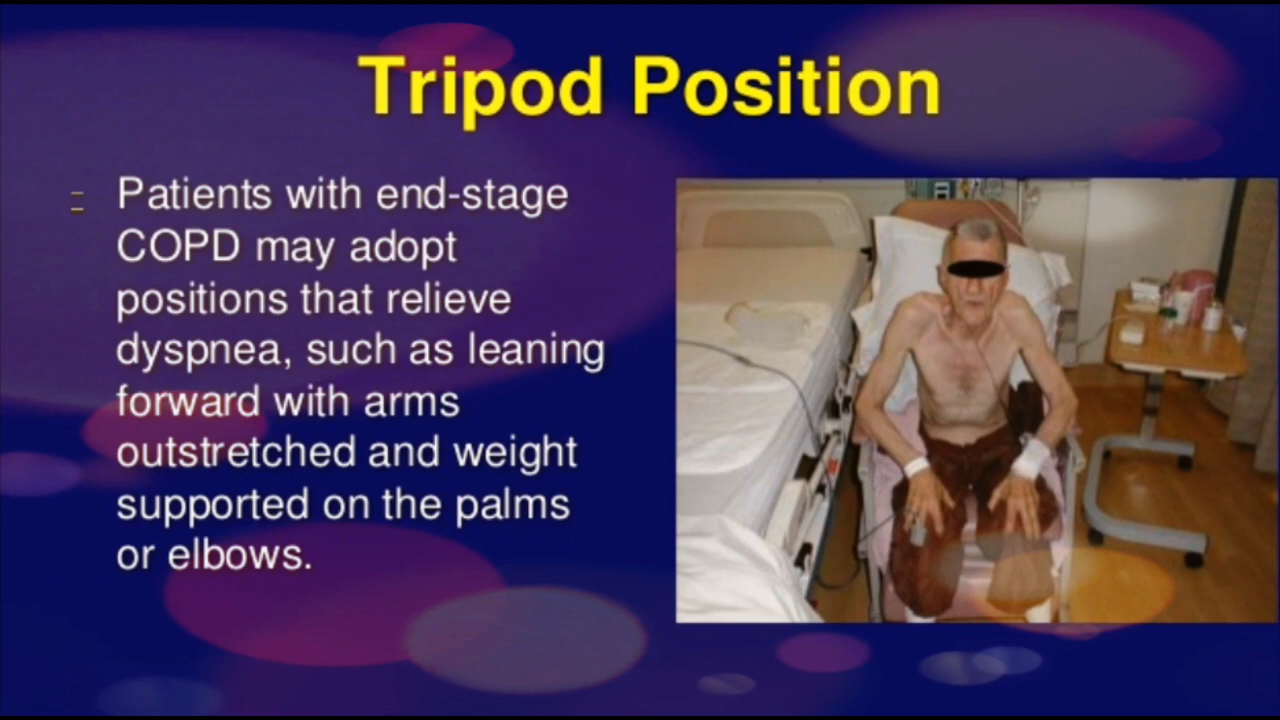 Tripod Position
Patients with end-stage
COPD may adopt
positions that relieve
dyspnea, such as leaning
forward with arms
outstretched and weight
supported on the palms
or elbows.